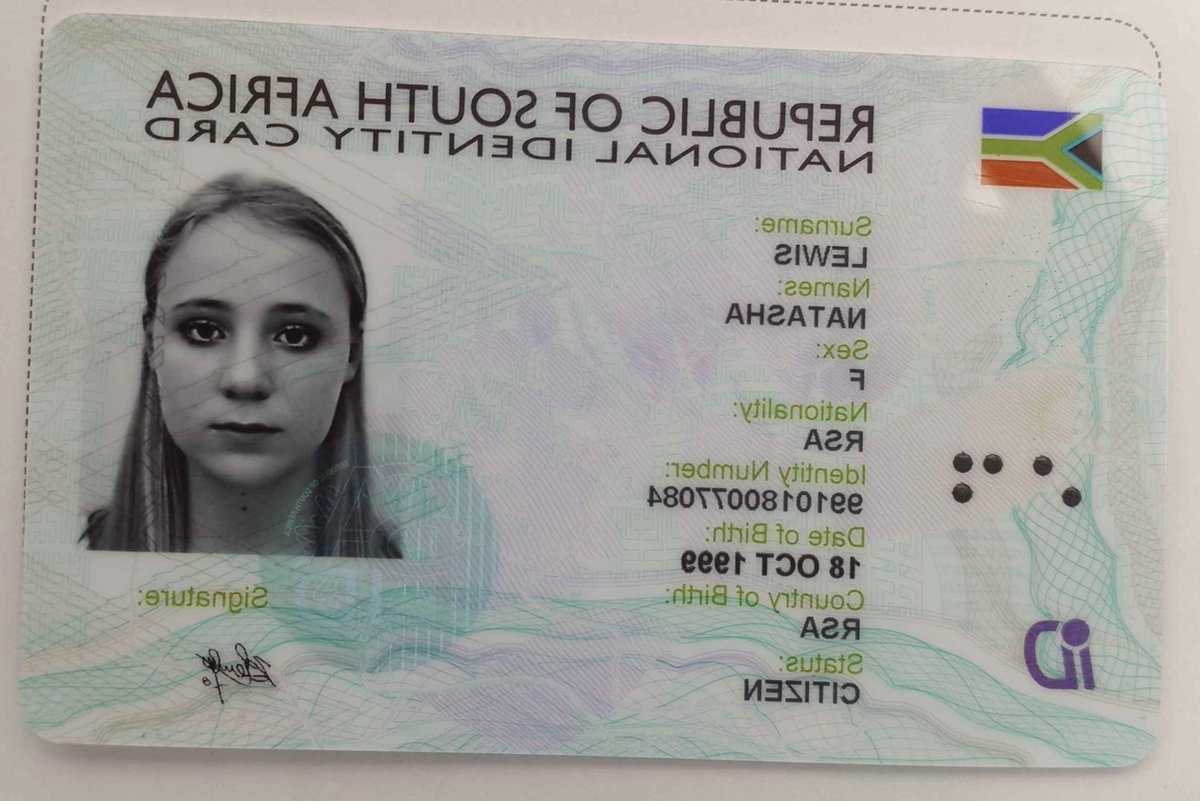 REPUBLIC OF SOUTH AFRICA
NATIONAL IDENTITY CARD
Surname:
LEWIS
Names:
NATASHA
Sex:
F
Nationality:
RSA
Identity Number:
9910180077084
Date of Birth:
18 OCT 1999
Country of Birth:
RSA
Status:
CITIZEN
Signature:
iD